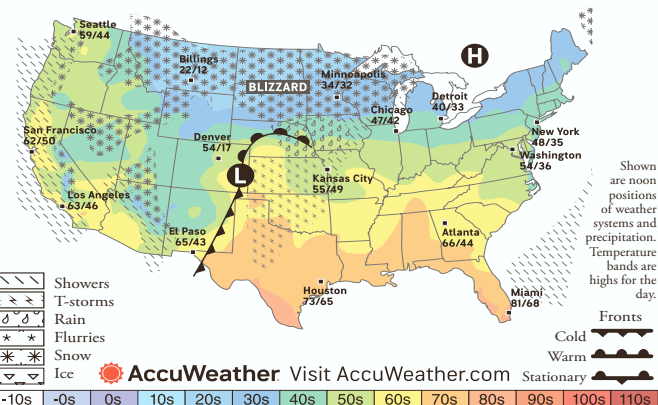 Seattle
59/44
H
Billings
22/12
BLIZZARD
Minneapolis
34/32
Chicago
47/42
Detroit
40/33
San Francisco
62/50
Denver
54/17
L
Kansas City
55/49
New York
48/35
Washington
54/36
Los Angeles
63/46
El Paso
65/43
Atlanta
66/44
Houston
73/65
Miami
81/68
Shown
are noon
positions
of weather
systems and
precipitation.
Temperature
bands are
highs for the
day.
Showers
T-storms
Rain
Flurries
Snow
Ice
Fronts
Cold
Warm
Stationary
AccuWeather Visit AccuWeather.com
-10s -0s 0s 10s 20s 30s 40s 50s 60s 70s 80s 90s 100s 110s